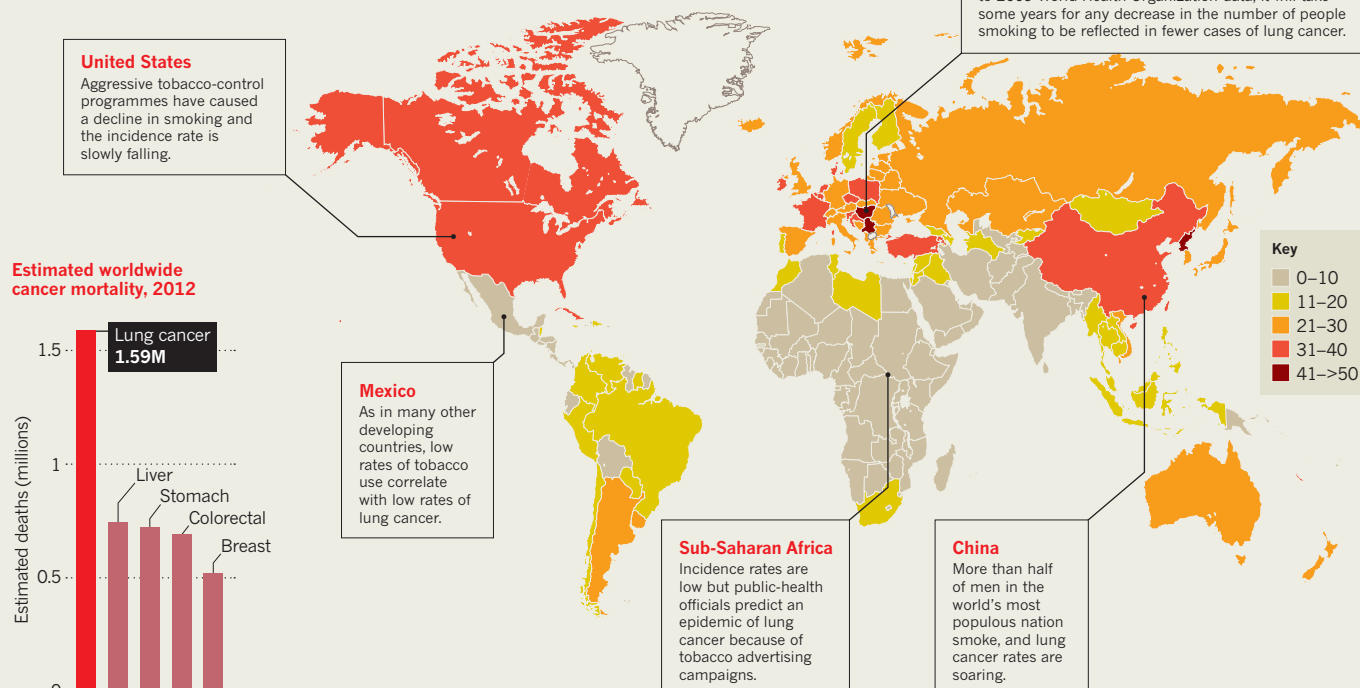 some years for any decrease in the number of people
smoking to be reflected in fewer cases of lung cancer.
United States
Aggressive tobacco-control
programmes have caused
a decline in smoking and
the incidence rate is
slowly falling.
Estimated worldwide
cancer mortality, 2012
Lung cancer
1.59M
1.5
1
0.5
Estimated deaths (millions)
Liver
Stomach
Colorectal
Breast
Mexico
As in many other
developing
countries, low
rates of tobacco
use correlate
with low rates of
lung cancer.
Sub-Saharan Africa
Incidence rates are
low but public-health
officials predict an
epidemic of lung
cancer because of
tobacco advertising
campaigns.
China
More than half
of men in the
world’s most
populous nation
smoke, and lung
cancer rates are
soaring.
Key
0–10
11–20
21–30
31–40
41–>50